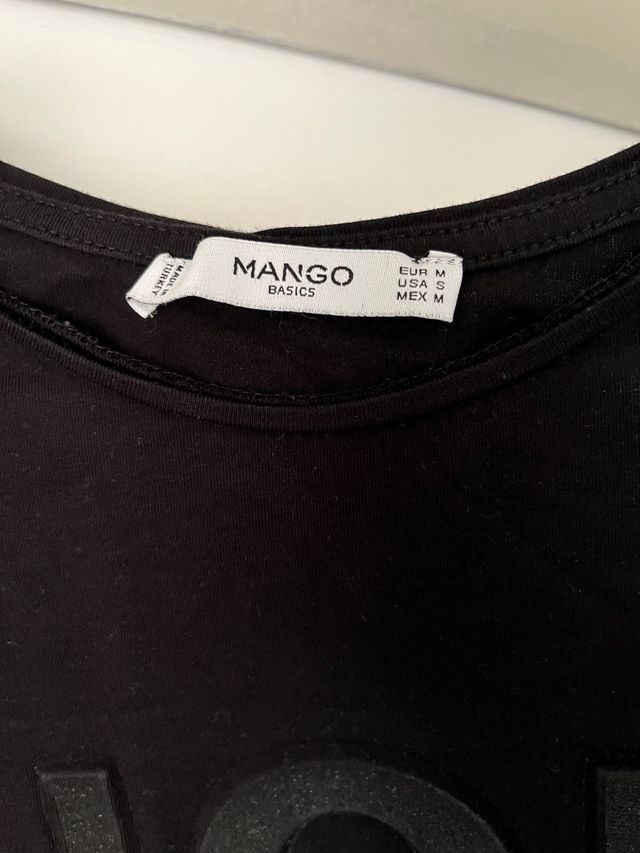 MANGO
BASICS
EUR M
USA S
MEX M
MADE IN
TURKEY